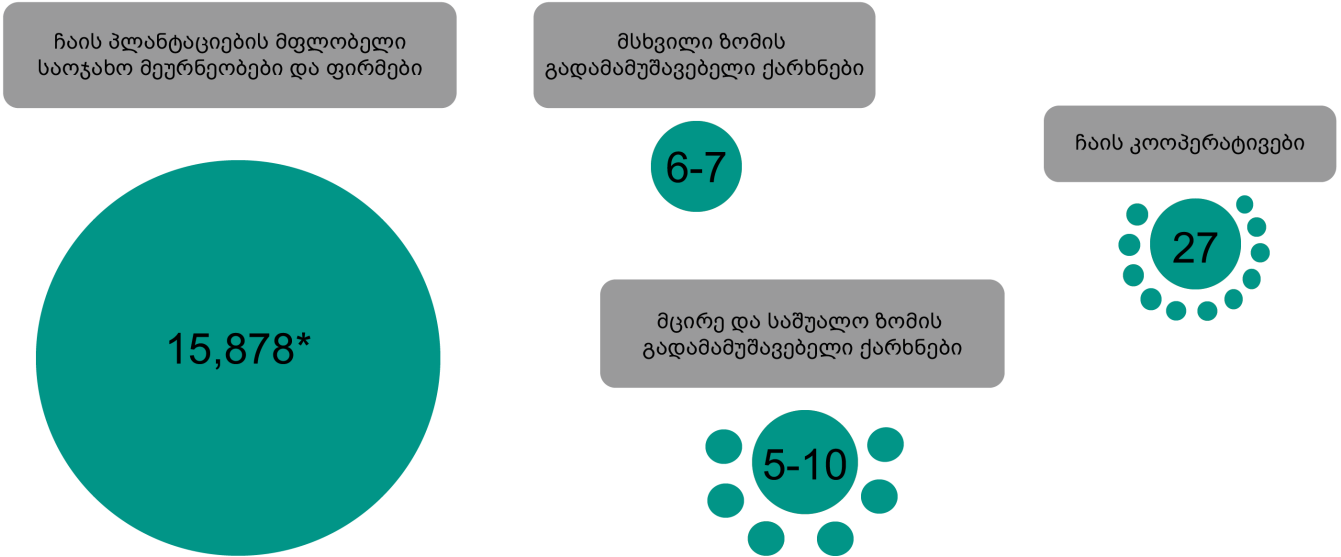 ჩაის პლანტაციების მფლობელი
საოჯახო მეურნეობები და ფირმები
15,878*
მსხვილი ზომის
გადამამუშავებელი ქარხნები
6-7
ჩაის კოოპერატივები
27
მცირე და საშუალო ზომის
გადამამუშავებელი ქარხნები
5-10